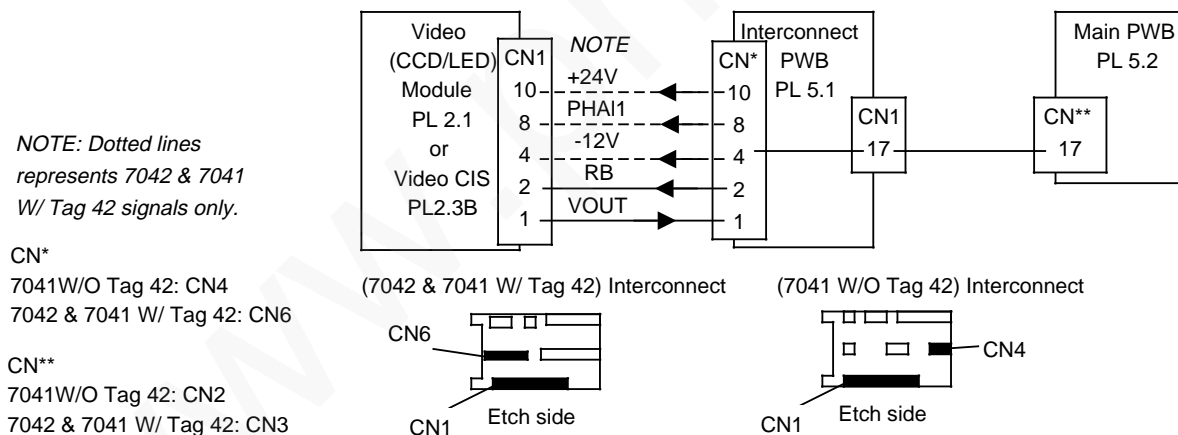 Video
(CCD/LED)
Module
PL 2.1
or
Video CIS
PL2.3B
CN1
10
8
4
2
1
NOTE
+24V
PHAI1
-12V
RB
VOUT
Interconnect
PWB
PL 5.1
CN*
10
8
4
2
1
CN1
17
Main PWB
PL 5.2
CN**
17
NOTE: Dotted lines
represents 7042 & 7041
W/ Tag 42 signals only.
CN*
7041W/O Tag 42: CN4
7042 & 7041 W/ Tag 42: CN6
CN**
7041W/O Tag 42: CN2
7042 & 7041 W/ Tag 42: CN3
(7042 & 7041 W/ Tag 42) Interconnect
CN6
CN1
Etch side
(7041 W/O Tag 42) Interconnect
CN4
CN1
Etch side